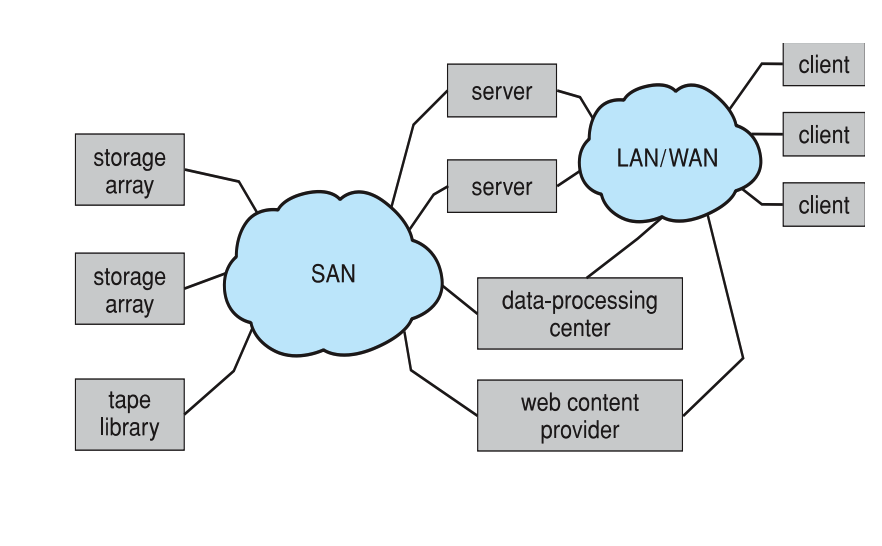 storage
array
storage
array
tape
library
SAN
server
server
data-processing
center
web content
provider
LAN/WAN
client
client
client